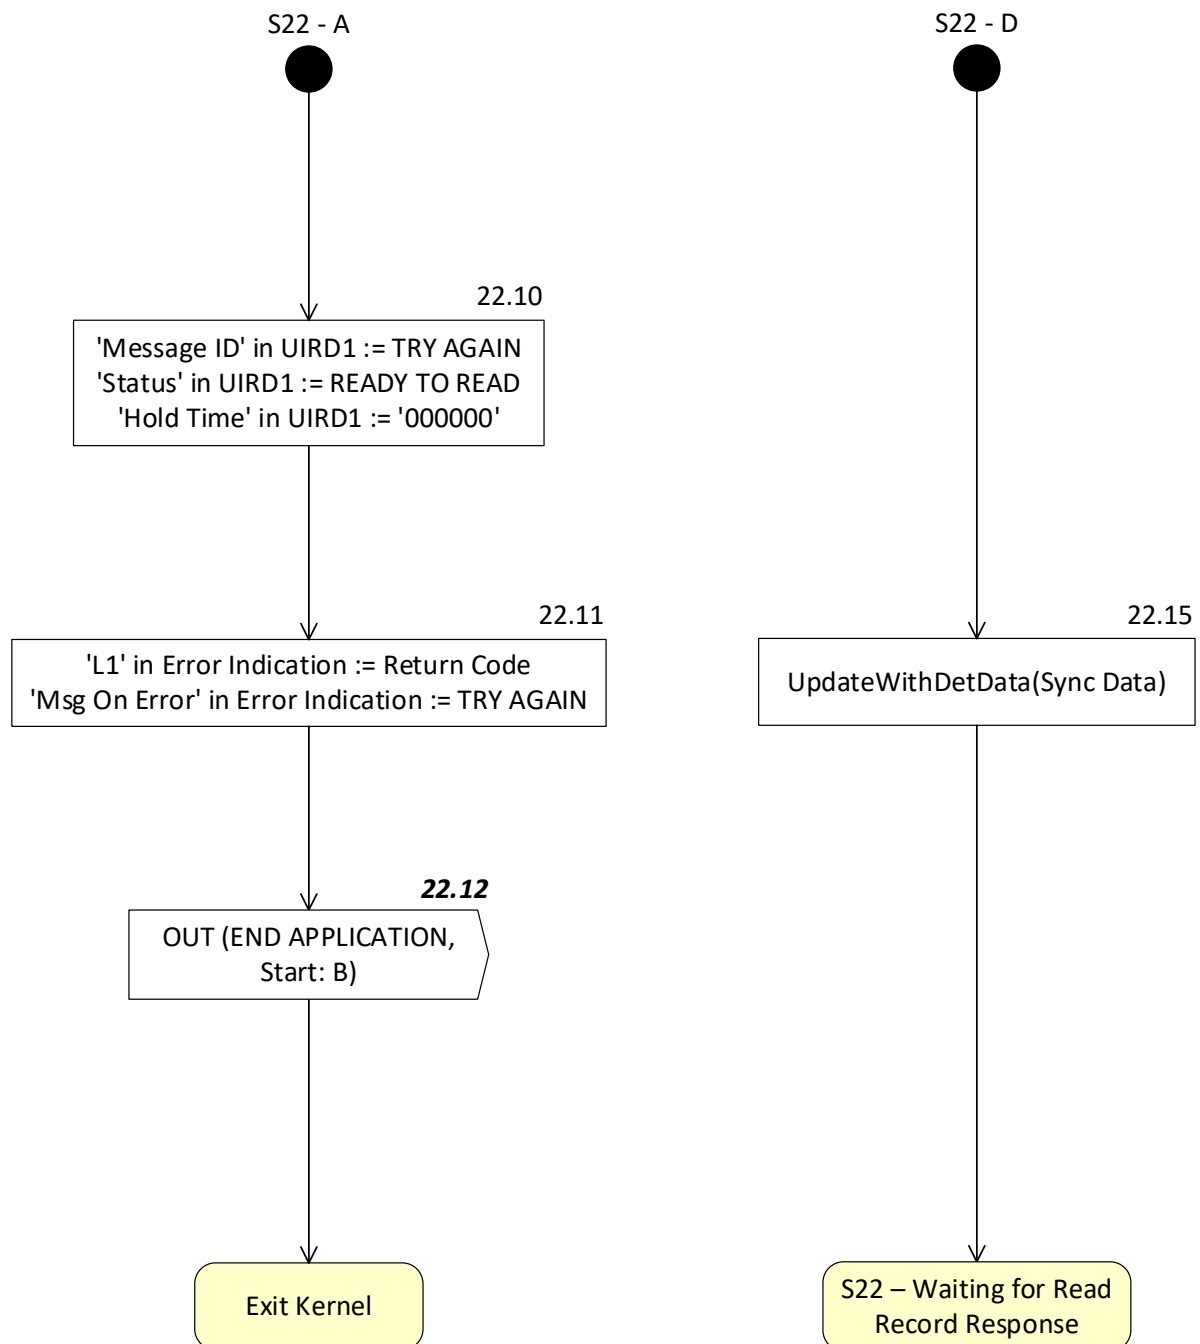 S22 - A
22.10
'Message ID' in UIRD1 := TRY AGAIN
'Status' in UIRD1 := READY TO READ
'Hold Time' in UIRD1 := '000000'
22.11
'L1' in Error Indication := Return Code
'Msg On Error' in Error Indication := TRY AGAIN
22.12
OUT (END APPLICATION,
Start: B)
Exit Kernel
S22 - D
22.15
UpdateWithDetData(Sync Data)
S22 – Waiting for Read
Record Response